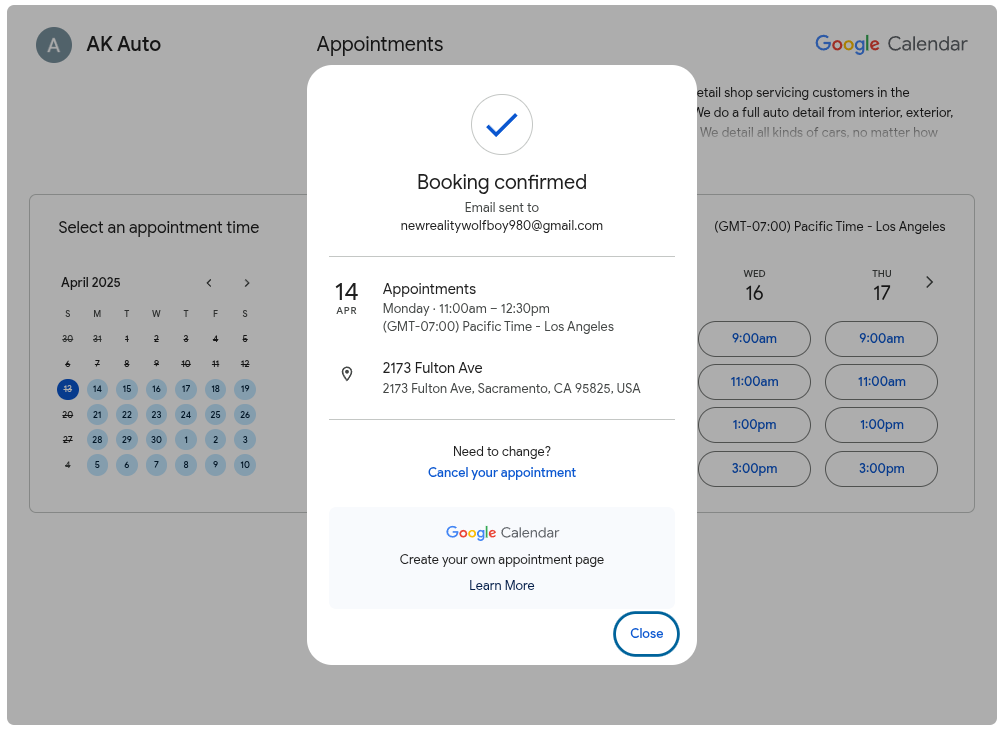 A
AK Auto
Appointments
Google Calendar
etail shop servicing customers in the
We do a full auto detail from interior, exterior,
We detail all kinds of cars, no matter how
Booking confirmed
Email sent to
newrealitywolfboy980@gmail.com
14
APR
Appointments
Monday · 11:00am – 12:30pm
(GMT-07:00) Pacific Time - Los Angeles
2173 Fulton Ave
2173 Fulton Ave, Sacramento, CA 95825, USA
Need to change?
Cancel your appointment
Google Calendar
Create your own appointment page
Learn More
Close
Select an appointment time
April 2025
S M T W T F S
30 31 1 2 3 4 5
6 7 8 9 10 11 12
13 14 15 16 17 18 19
20 21 22 23 24 25 26
27 28 29 30 1 2 3
4 5 6 7 8 9 10
(GMT-07:00) Pacific Time - Los Angeles
WED THU
16 17
9:00am 9:00am
11:00am 11:00am
1:00pm 1:00pm
3:00pm 3:00pm